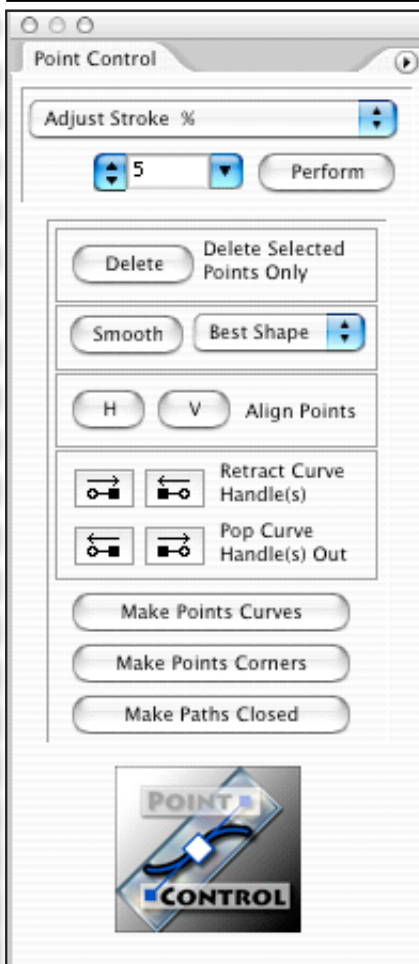 Point Control
Adjust Stroke %
5
Perform
Delete
Delete Selected
Points Only
Smooth
Best Shape
H
V
Align Points
Retract Curve
Handle(s)
Pop Curve
Handle(s) Out
Make Points Curves
Make Points Corners
Make Paths Closed
POINT
CONTROL